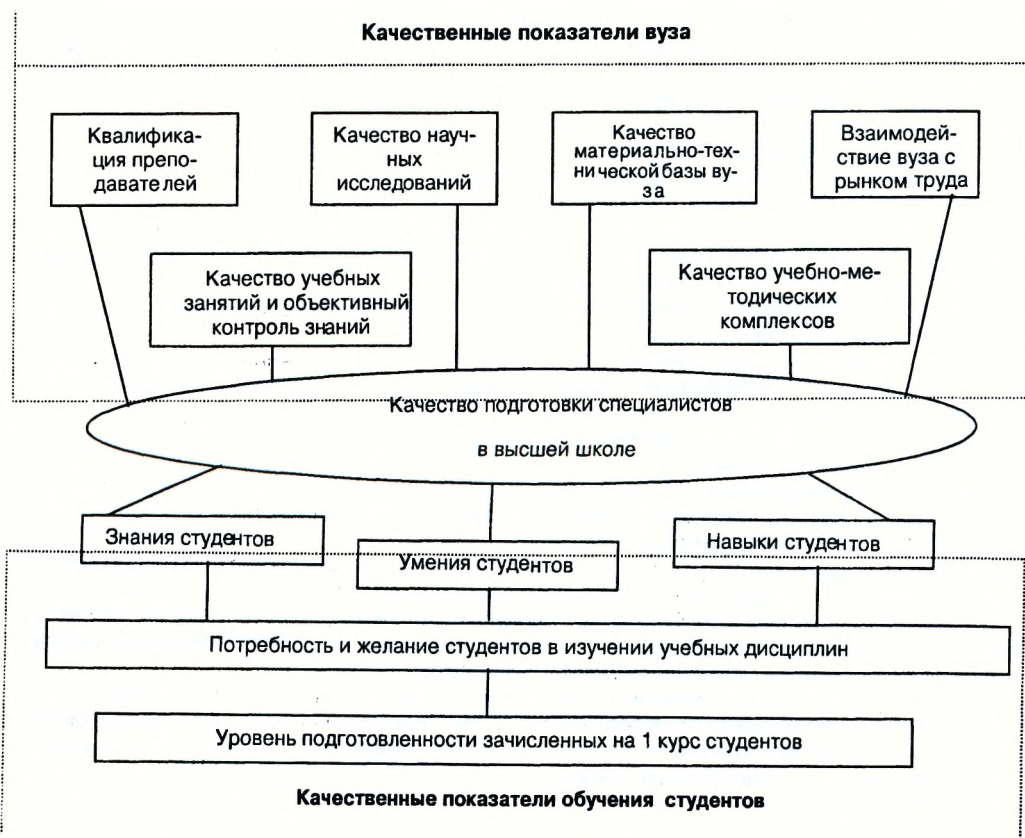 Качественные показатели вуза
Квалифика-
ция препо-
давателей
Качество науч-
ных
исследований
Качество
материально-тех-
нической базы ву-
за
Взаимодей-
ствие вуза с
рынком труда
Качество учебных
занятий и объективный
контроль знаний
Качество учебно-ме-
тодических
комплексов
Качество подготовки специалистов
в высшей школе
Знания студентов
Умения студентов
Навыки студентов
Потребность и желание студентов в изучении учебных дисциплин
Уровень подготовленности зачисленных на 1 курс студентов
Качественные показатели обучения студентов